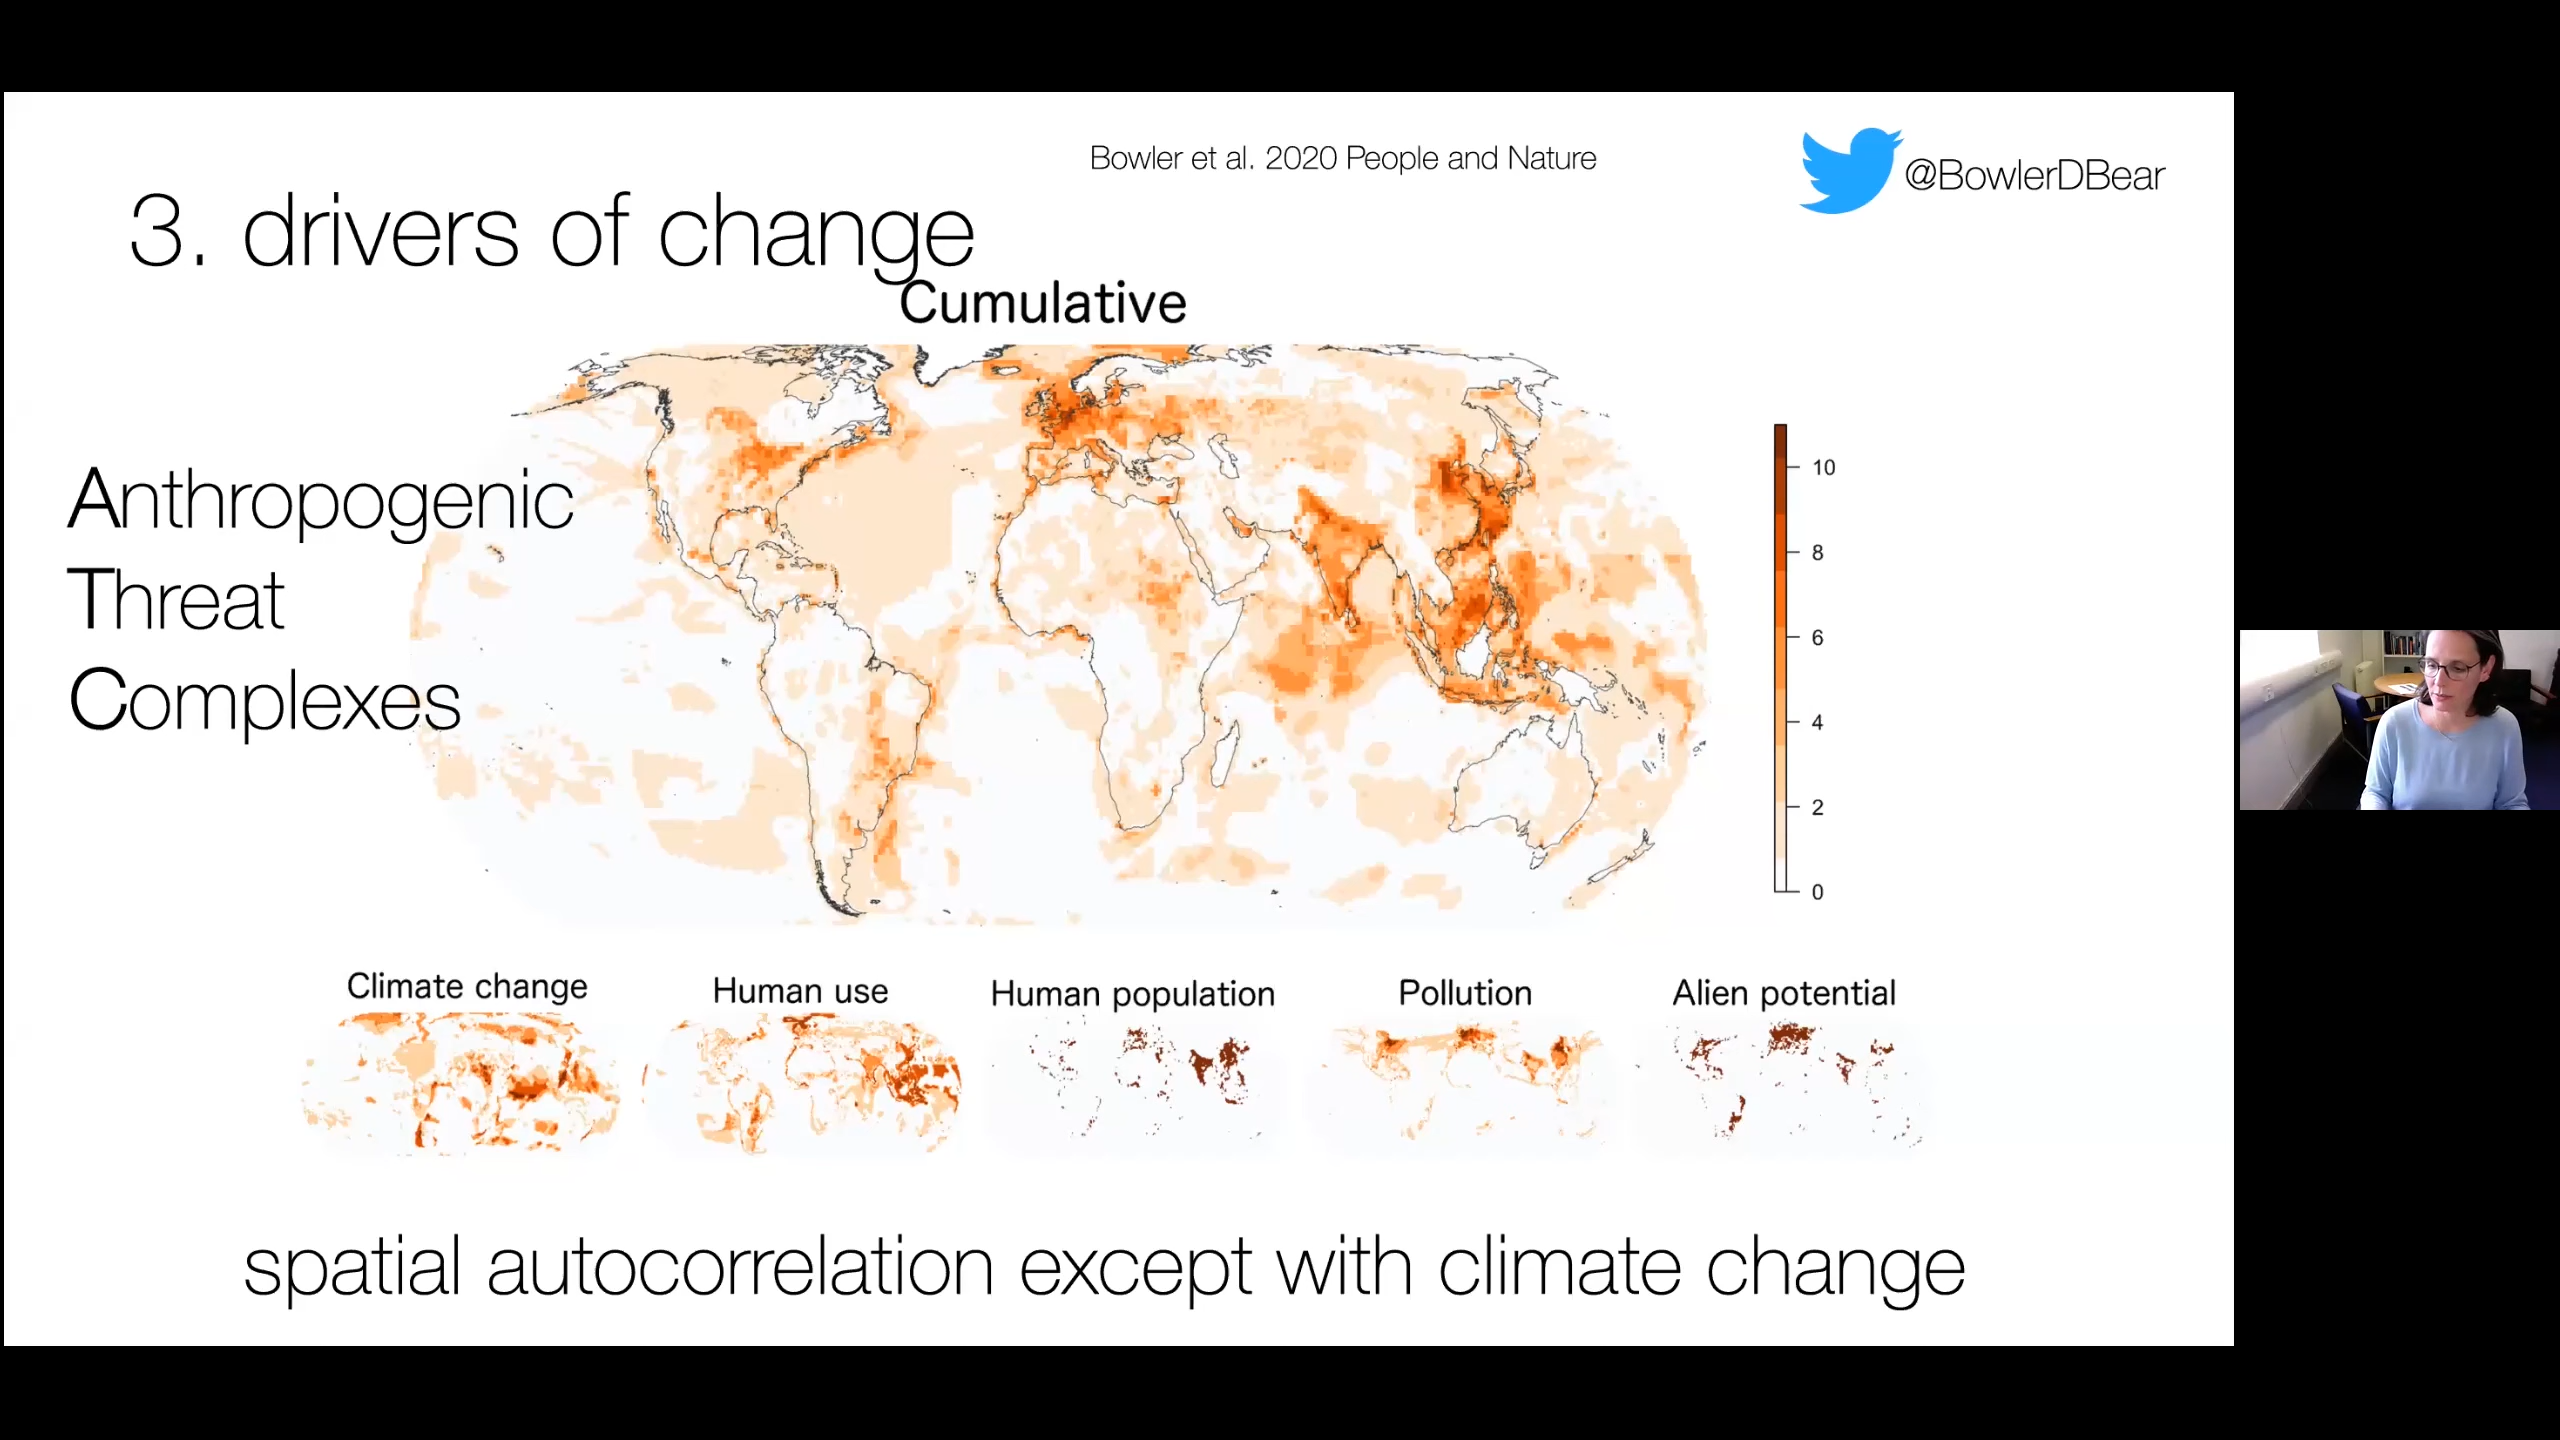 Bowler et al. 2020 People and Nature
@BowlerDBear
3. drivers of change
Cumulative
Anthropogenic
Threat
Complexes
10
8
6
4
2
0
Climate change
Human use
Human population
Pollution
Alien potential
spatial autocorrelation except with climate change